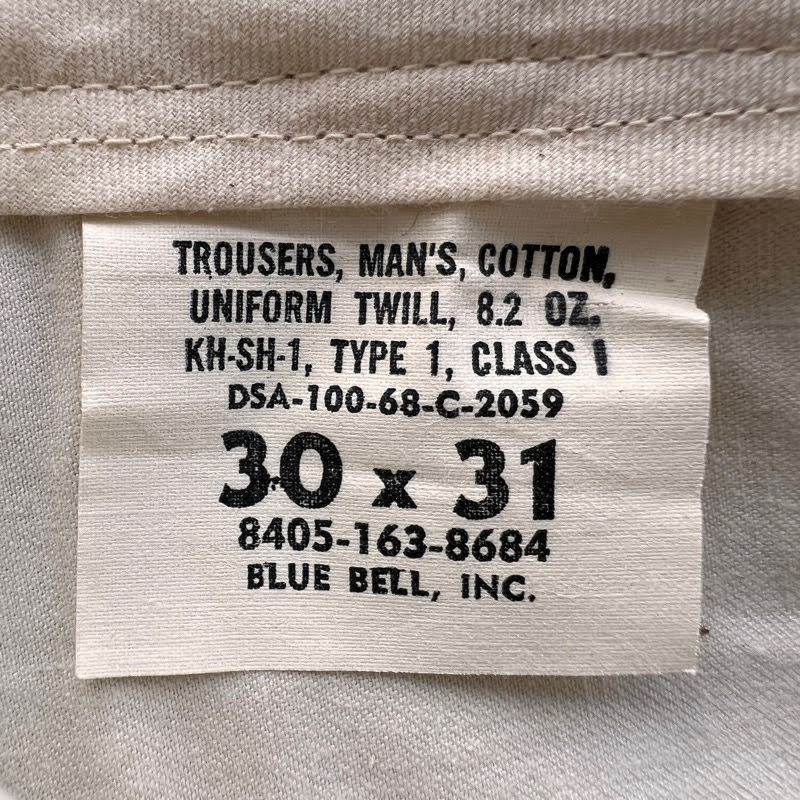 TROUSERS, MAN'S, COTTON,
UNIFORM TWILL, 8.2 OZ.
KH-SH-1, TYPE 1, CLASS 1
DSA-100-68-C-2059
30 x 31
8405-163-8684
BLUE BELL, INC.